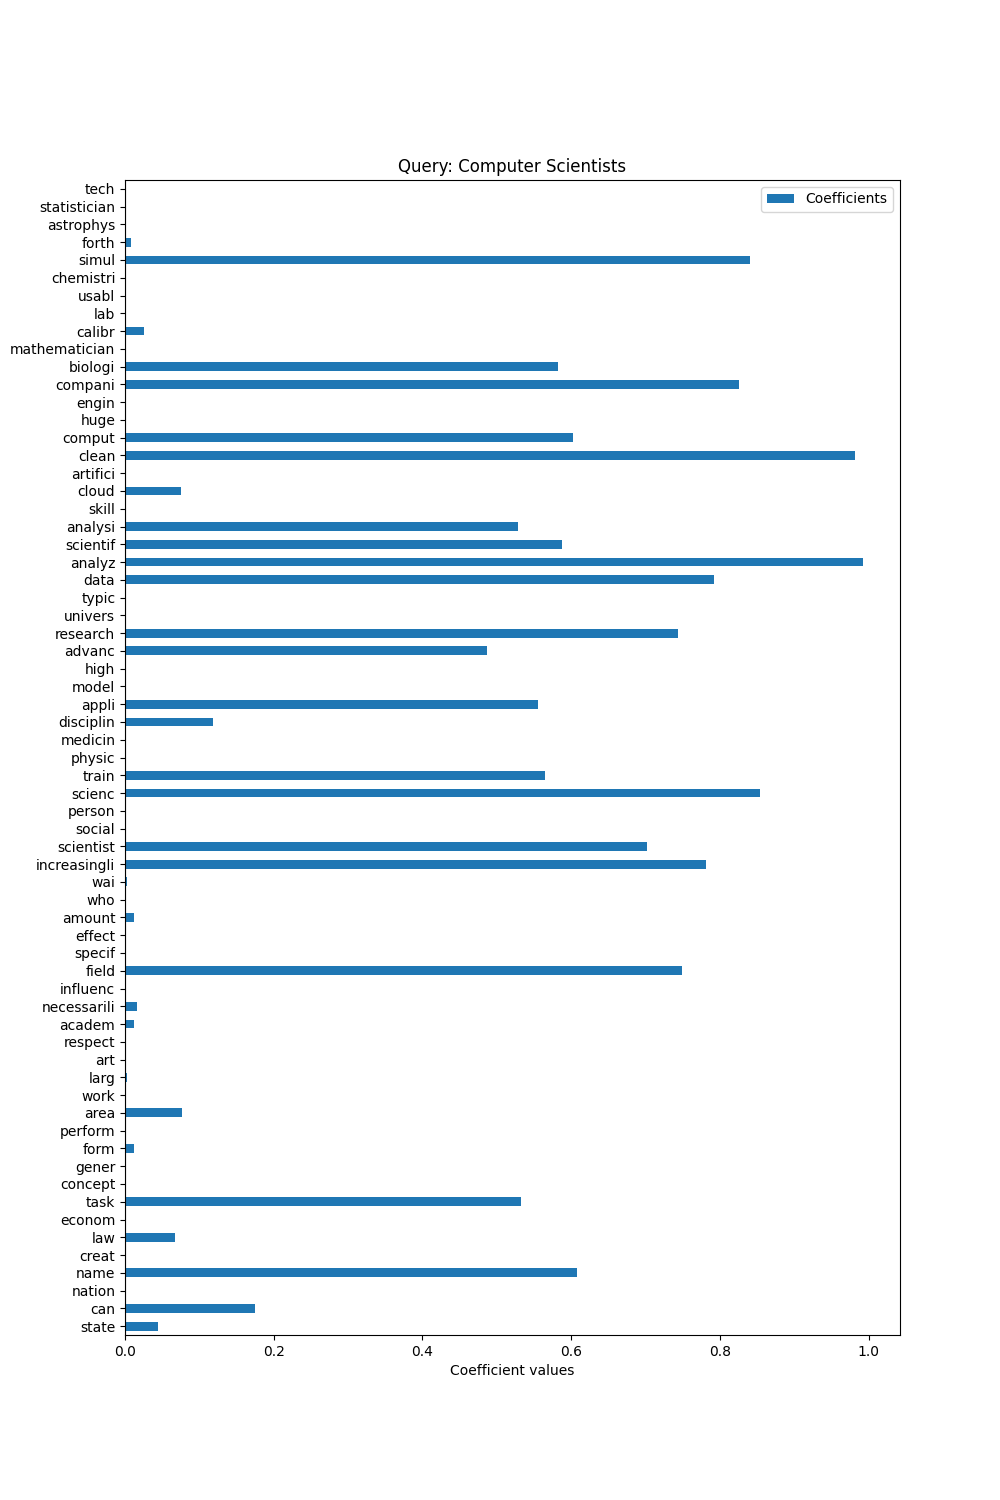 Query: Computer Scientists
Coefficients
tech
statistician
astrophys
forth
simul
chemistri
usabl
lab
calibr
mathematician
biologi
compani
engin
huge
comput
clean
artifici
cloud
skill
analysi
scientif
analyz
data
typic
univers
research
advanc
high
model
appli
disciplin
medicin
physic
train
scienc
person
social
scientist
increasingli
wai
who
amount
effect
specif
field
influenc
necessarili
academ
respect
art
larg
work
area
perform
form
gener
concept
task
econom
law
creat
name
nation
can
state
0.0 0.2 0.4 0.6 0.8 1.0
Coefficient values